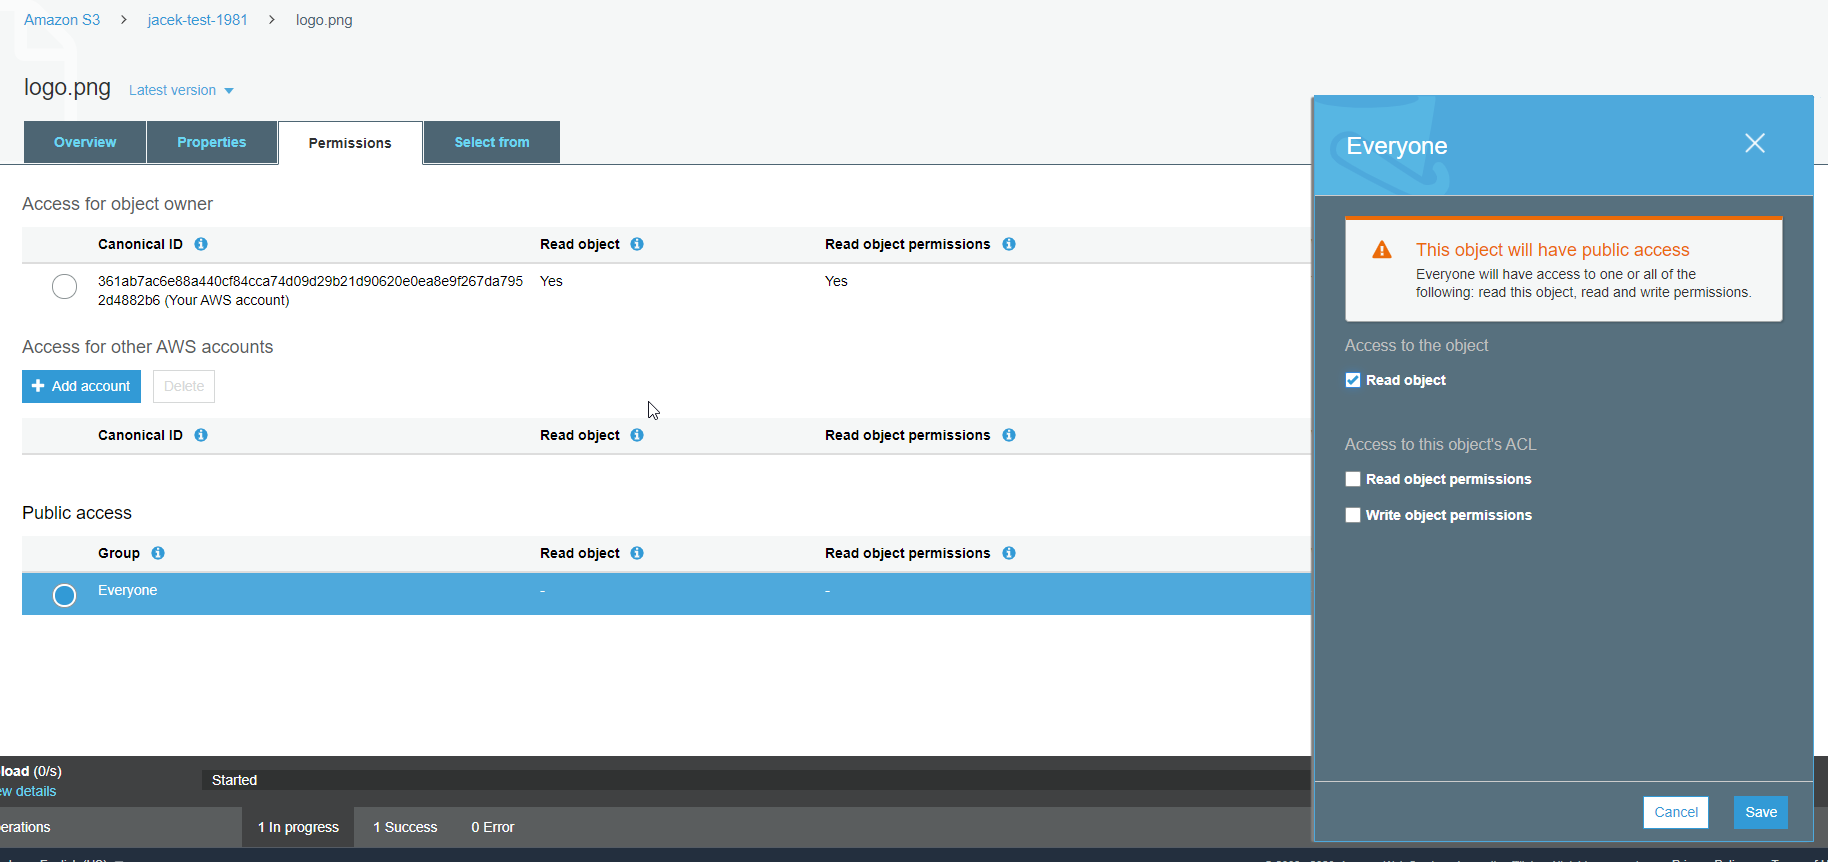 Amazon S3 > jacek-test-1981 > logo.png
logo.png Latest version
Overview Properties Permissions Select from
Access for object owner
Canonical ID Read object Read object permissions
361ab7ac6e88a440cf84cca74d09d29b21d90620e0ea8e9f267da795 Yes Yes
2d4882b6 (Your AWS account)
Access for other AWS accounts
Add account Delete
Canonical ID Read object Read object permissions
Public access
Group Read object Read object permissions
Everyone - -
load (0/s)
Started
ew details
erations 1 In progress 1 Success 0 Error
Everyone
This object will have public access
Everyone will have access to one or all of the
following: read this object, read and write permissions.
Access to the object
Read object
Access to this object's ACL
Read object permissions
Write object permissions
Cancel Save